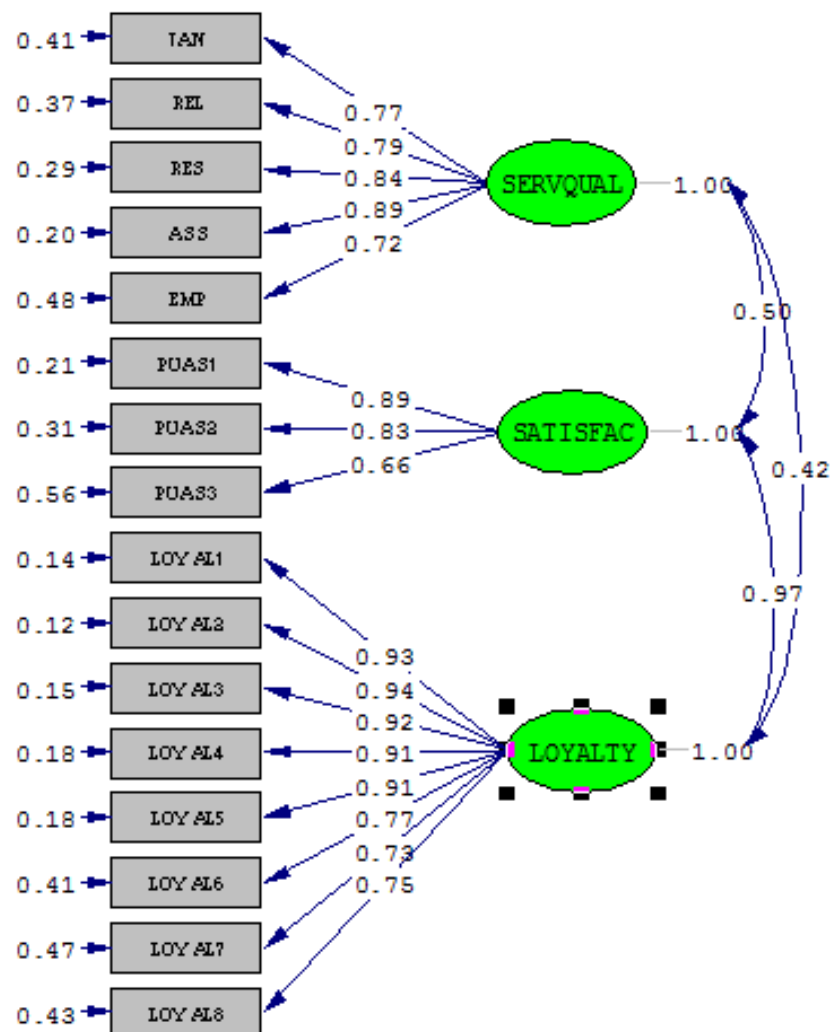 0.41 TAN
0.37 REL
0.29 RES
0.20 ASS
0.48 EMP
0.21 PUAS1
0.31 PUAS2
0.56 PUAS3
0.14 LOYAL1
0.12 LOYAL2
0.15 LOYAL3
0.18 LOYAL4
0.18 LOYAL5
0.41 LOYAL6
0.47 LOYAL7
0.43 LOYAL8
0.77
0.79
0.84
0.89
0.72
0.89
0.83
0.66
0.93
0.94
0.92
0.91
0.91
0.77
0.73
0.75
SERVQUAL 1.00
SATISFAC 1.00
LOYALTY 1.00
0.50
0.42
0.97